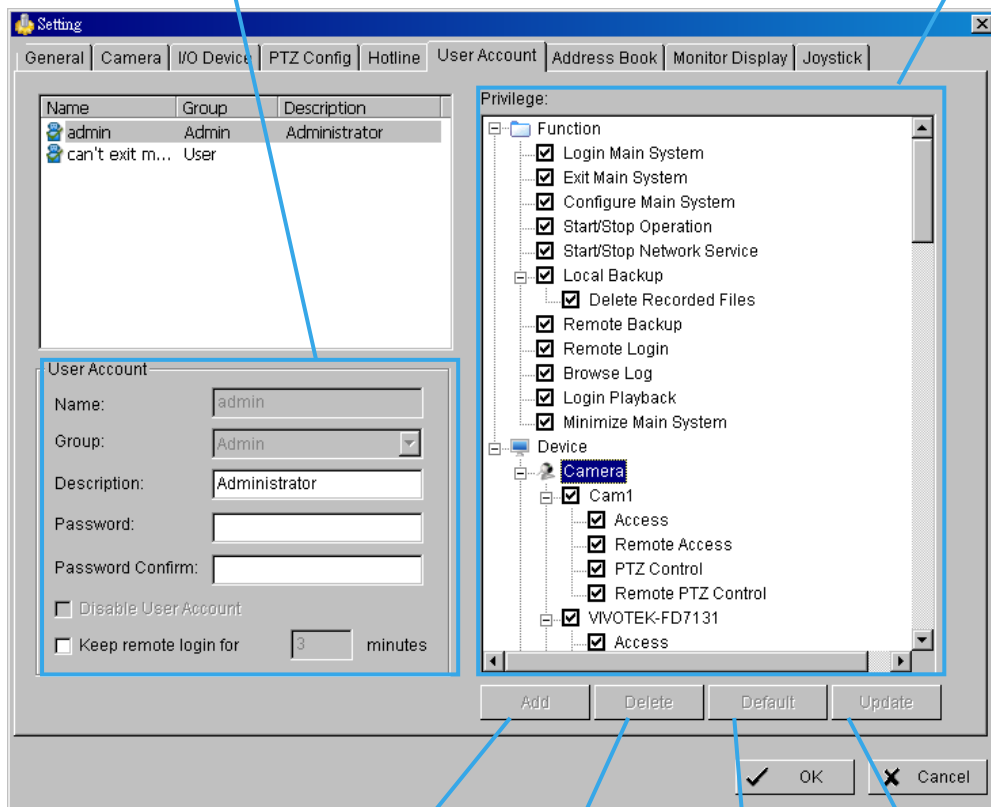 Setting
General Camera I/O Device PTZ Config Hotline User Account Address Book Monitor Display Joystick
Name Group Description
admin Admin Administrator
can't exit m... User
User Account
Name: admin
Group: Admin
Description: Administrator
Password:
Password Confirm:
Disable User Account
Keep remote login for 3 minutes
Privilege:
Function
Login Main System
Exit Main System
Configure Main System
Start/Stop Operation
Start/Stop Network Service
Local Backup
Delete Recorded Files
Remote Backup
Remote Login
Browse Log
Login Playback
Minimize Main System
Device
Camera
Cam1
Access
Remote Access
PTZ Control
Remote PTZ Control
VIVOTEK-FD7131
Access
Add Delete Default Update
OK Cancel